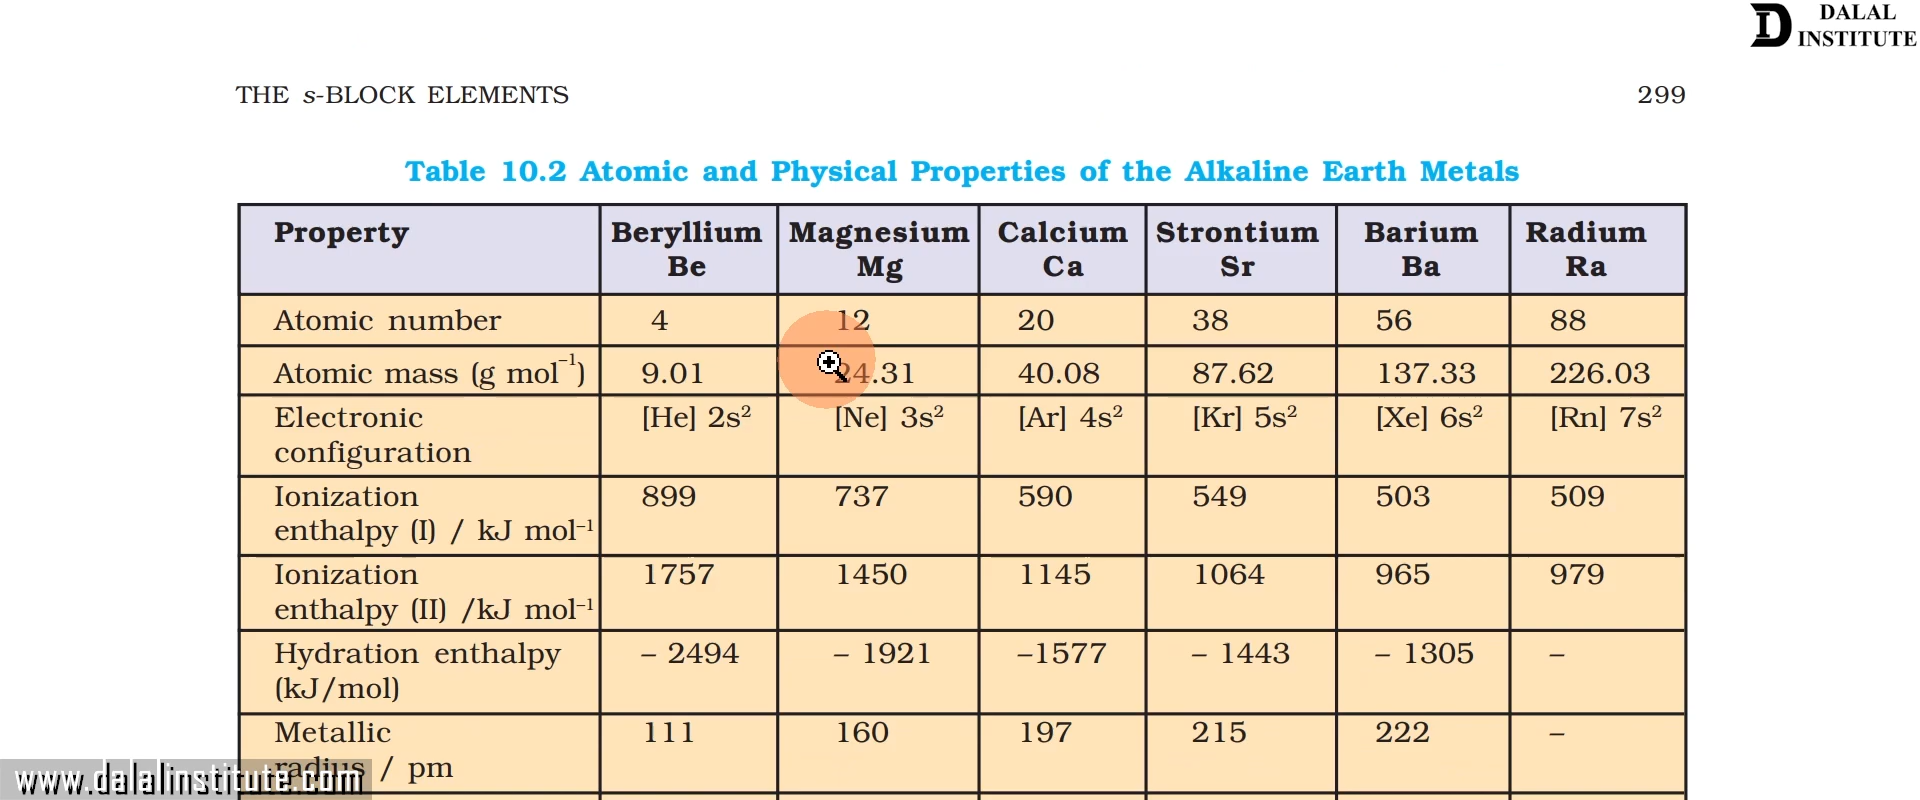 DALAL
INSTITUTE
THE s-BLOCK ELEMENTS 299
Table 10.2 Atomic and Physical Properties of the Alkaline Earth Metals
Property Beryllium Magnesium Calcium Strontium Barium Radium
Be Mg Ca Sr Ba Ra
Atomic number 4 12 20 38 56 88
Atomic mass (g mol⁻¹) 9.01 24.31 40.08 87.62 137.33 226.03
Electronic [He] 2s² [Ne] 3s² [Ar] 4s² [Kr] 5s² [Xe] 6s² [Rn] 7s²
configuration
Ionization 899 737 590 549 503 509
enthalpy (I) / kJ mol⁻¹
Ionization 1757 1450 1145 1064 965 979
enthalpy (II) /kJ mol⁻¹
Hydration enthalpy – 2494 – 1921 –1577 – 1443 – 1305 –
(kJ/mol)
Metallic 111 160 197 215 222 –
radius / pm
www.dalalinstitute.com